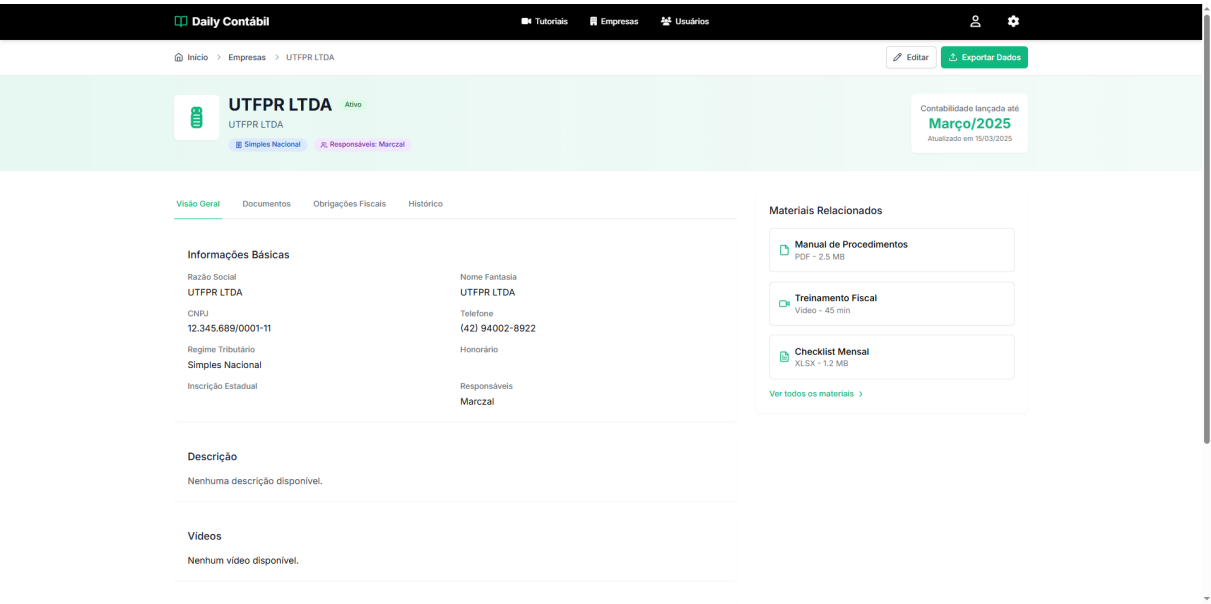 Daily Contábil
Tutoriais
Empresas
Usuários
Início > Empresas > UTFPR LTDA
Editar
Exportar Dados
UTFPR LTDA
Ativo
UTFPR LTDA
Simples Nacional
Responsáveis: Marczal
Contabilidade lançada até
Março/2025
Atualizado em 15/03/2025
Visão Geral
Documentos
Obrigações Fiscais
Histórico
Informações Básicas
Razão Social
UTFPR LTDA
Nome Fantasia
UTFPR LTDA
CNPJ
12.345.689/0001-11
Telefone
(42) 94002-8922
Regime Tributário
Simples Nacional
Honorário
Inscrição Estadual
Responsáveis
Marczal
Descrição
Nenhuma descrição disponível.
Vídeos
Nenhum vídeo disponível.
Materiais Relacionados
Manual de Procedimentos
PDF - 2.5 MB
Treinamento Fiscal
Vídeo - 45 min
Checklist Mensal
XLSX - 1.2 MB
Ver todos os materiais >